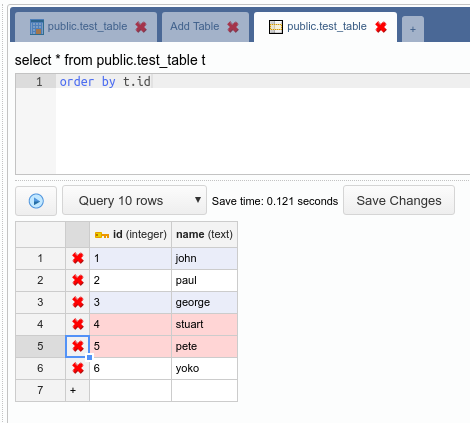 public.test_table Add Table public.test_table +
select * from public.test_table t
1 order by t.id
Query 10 rows Save time: 0.121 seconds Save Changes
id (integer) name (text)
1 1 john
2 2 paul
3 3 george
4 4 stuart
5 5 pete
6 6 yoko
7 +